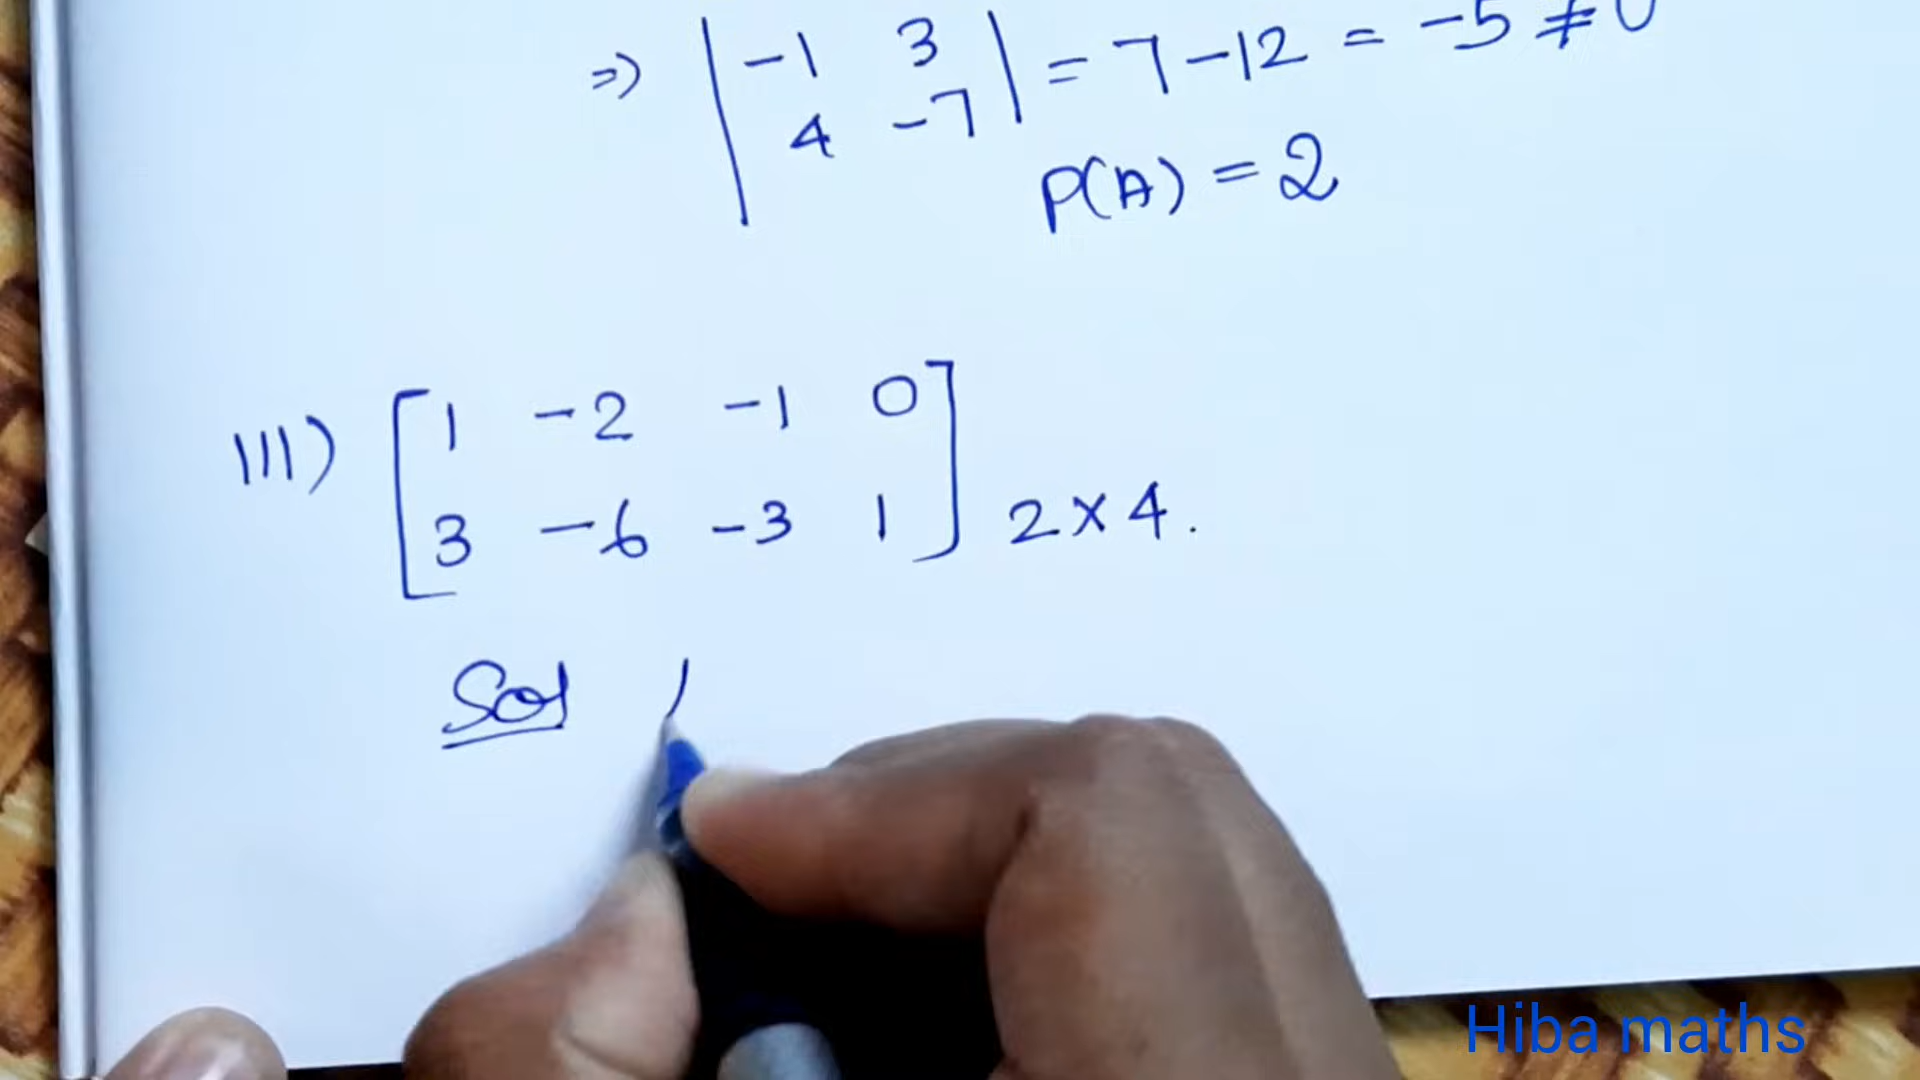 =) | -1 3 | = 7 - 12 = -5 ≠ 0
4 -7
P(A) = 2
III) [ 1 -2 -1 0 ]
3 -6 -3 1 2 × 4.
Sol
Hiba maths